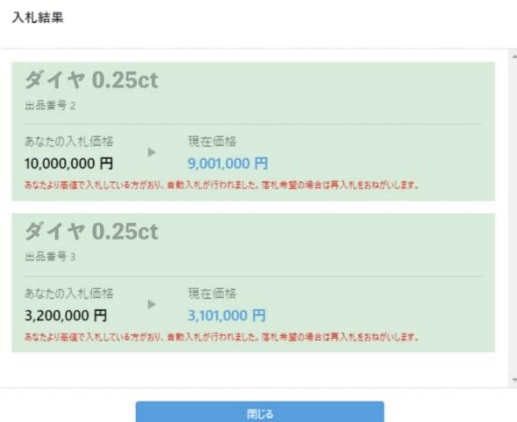 入札結果
ダイヤ 0.25ct
出品番号 2
あなたの入札価格
現在価格
10,000,000 円
9,001,000 円
あなたより高値で入札している方がおり、自動入札が行われました。落札希望の場合は再入札をおねがいします。
ダイヤ 0.25ct
出品番号 3
あなたの入札価格
現在価格
3,200,000 円
3,101,000 円
あなたより高値で入札している方がおり、自動入札が行われました。落札希望の場合は再入札をおねがいします。
閉じる